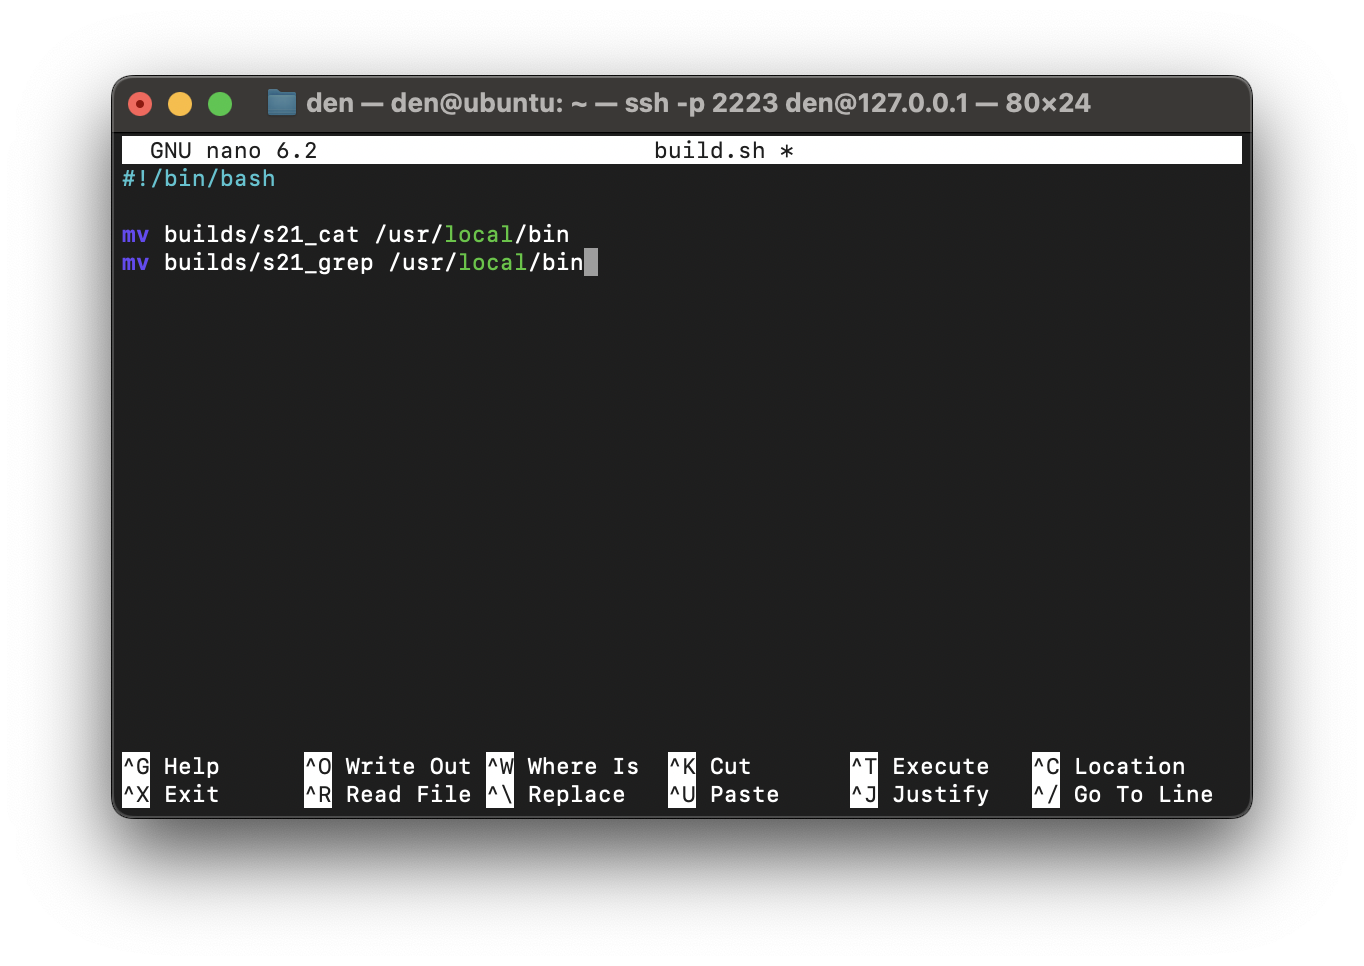 den — den@ubuntu: ~ — ssh -p 2223 den@127.0.0.1 — 80×24
GNU nano 6.2 build.sh *
#!/bin/bash
mv builds/s21_cat /usr/local/bin
mv builds/s21_grep /usr/local/bin
^G Help ^O Write Out ^W Where Is ^K Cut ^T Execute ^C Location
^X Exit ^R Read File ^\ Replace ^U Paste ^J Justify ^/ Go To Line